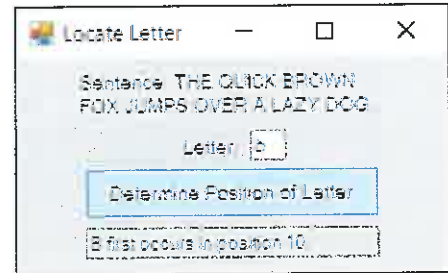 Locate Letter
Sentence: THE QUICK BROWN
FOX JUMPS OVER A LAZY DOG.
Letter: b
Determine Position of Letter
B first occurs in position 10.